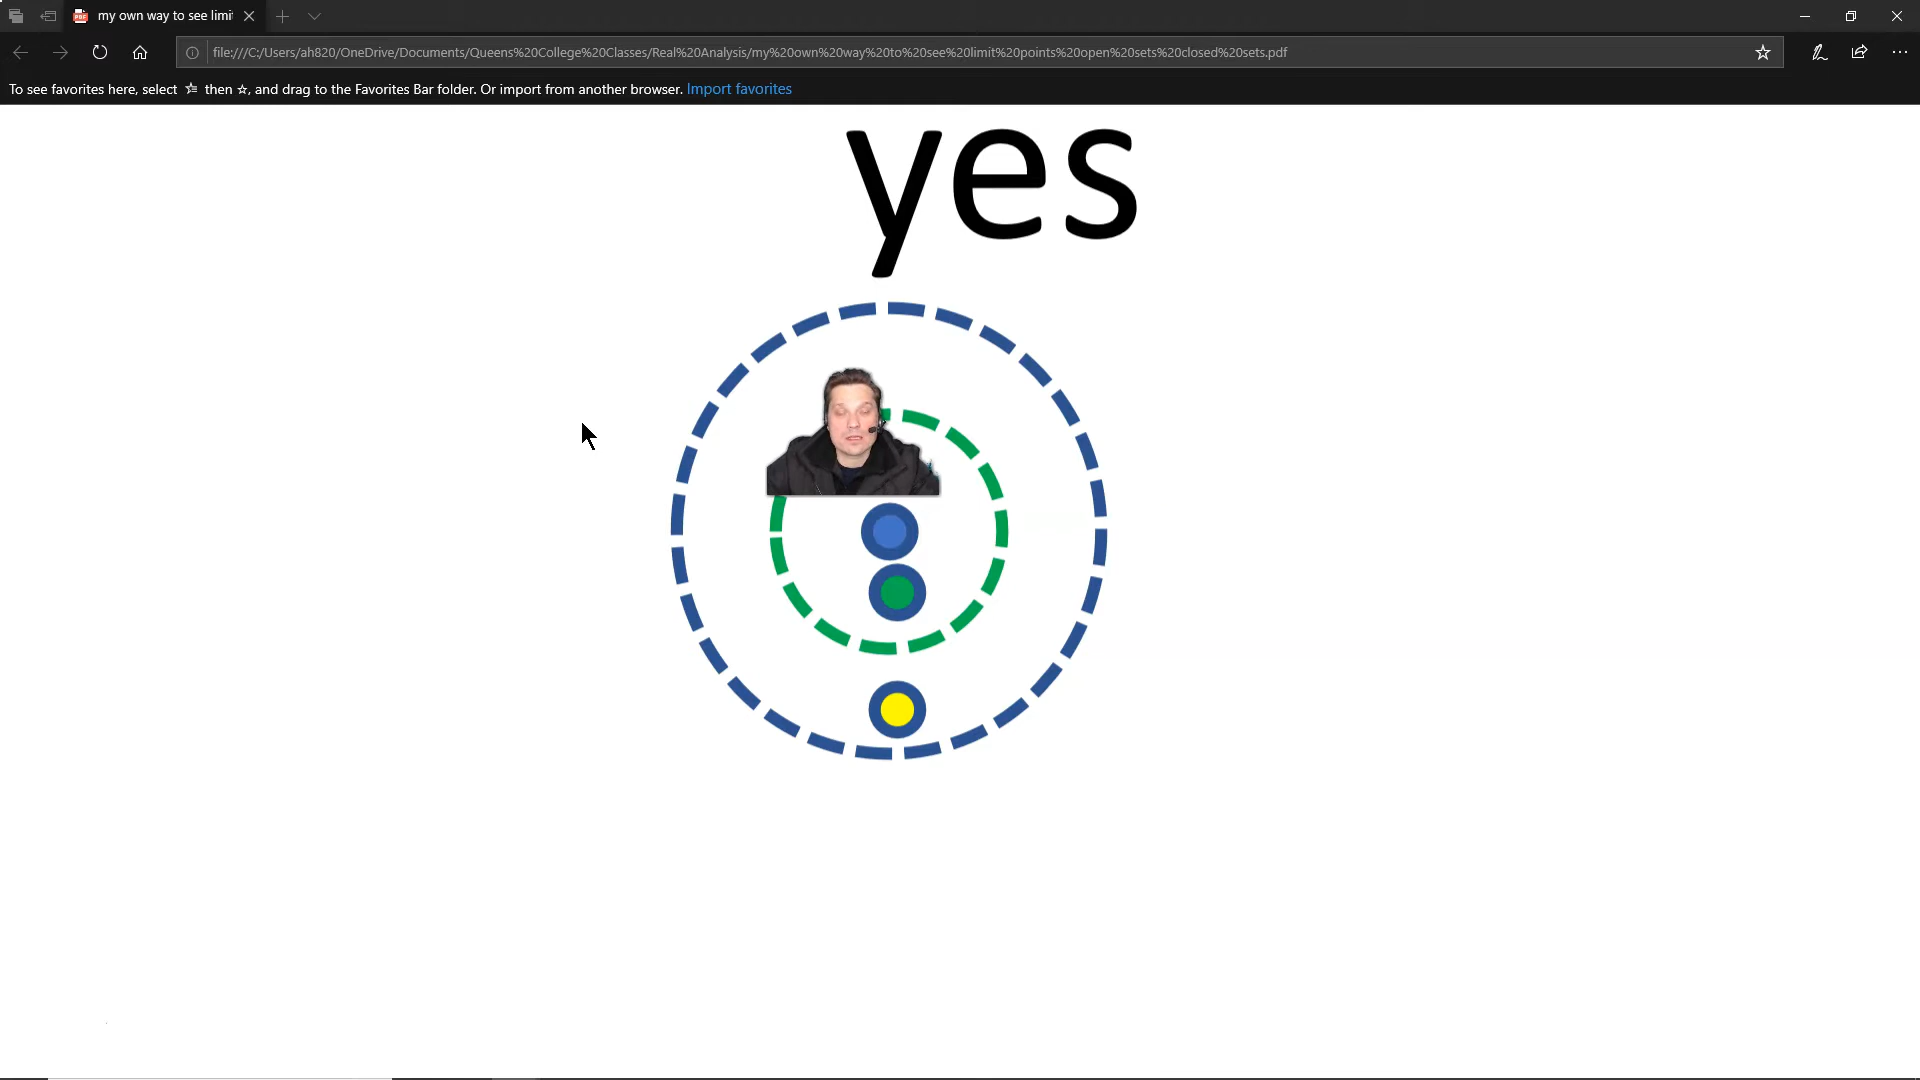 my own way to see limi
file:///C:/Users/ah820/OneDrive/Documents/Queens%20College%20Classes/Real%20Analysis/my%20own%20way%20to%20see%20limit%20points%20open%20sets%20closed%20sets.pdf
To see favorites here, select then , and drag to the Favorites Bar folder. Or import from another browser. Import favorites
yes